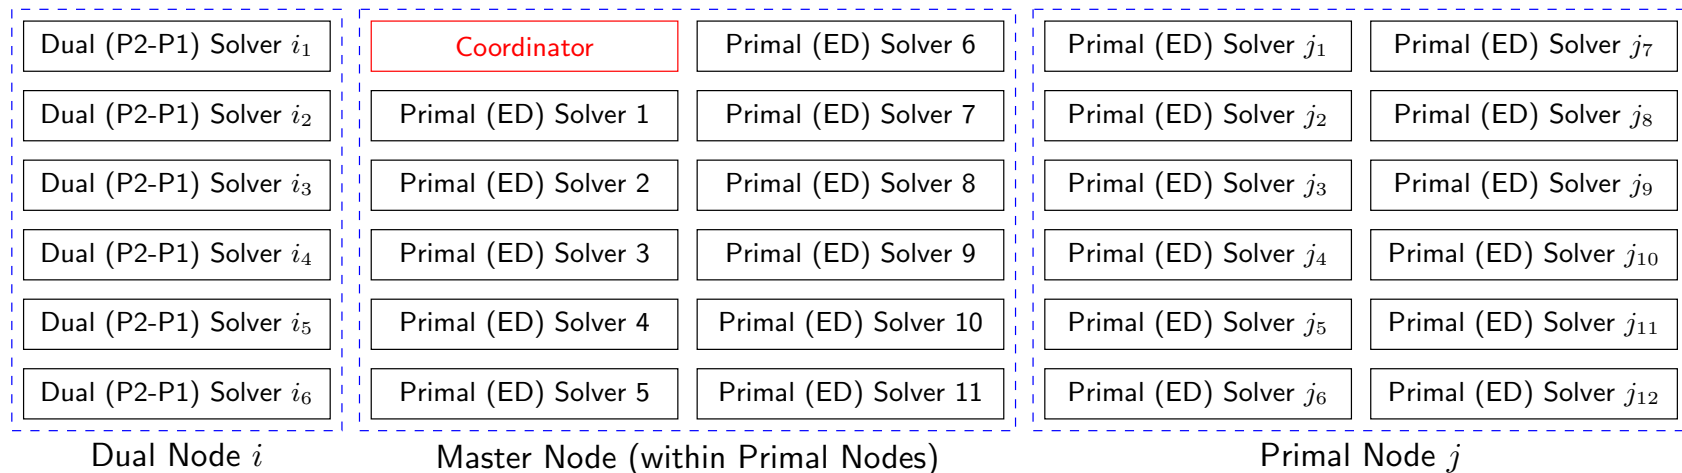 Dual (P2-P1) Solver i₁
Dual (P2-P1) Solver i₂
Dual (P2-P1) Solver i₃
Dual (P2-P1) Solver i₄
Dual (P2-P1) Solver i₅
Dual (P2-P1) Solver i₆
Dual Node i
Coordinator
Primal (ED) Solver 1
Primal (ED) Solver 2
Primal (ED) Solver 3
Primal (ED) Solver 4
Primal (ED) Solver 5
Primal (ED) Solver 6
Primal (ED) Solver 7
Primal (ED) Solver 8
Primal (ED) Solver 9
Primal (ED) Solver 10
Primal (ED) Solver 11
Master Node (within Primal Nodes)
Primal (ED) Solver j₁
Primal (ED) Solver j₂
Primal (ED) Solver j₃
Primal (ED) Solver j₄
Primal (ED) Solver j₅
Primal (ED) Solver j₆
Primal (ED) Solver j₇
Primal (ED) Solver j₈
Primal (ED) Solver j₉
Primal (ED) Solver j₁₀
Primal (ED) Solver j₁₁
Primal (ED) Solver j₁₂
Primal Node j